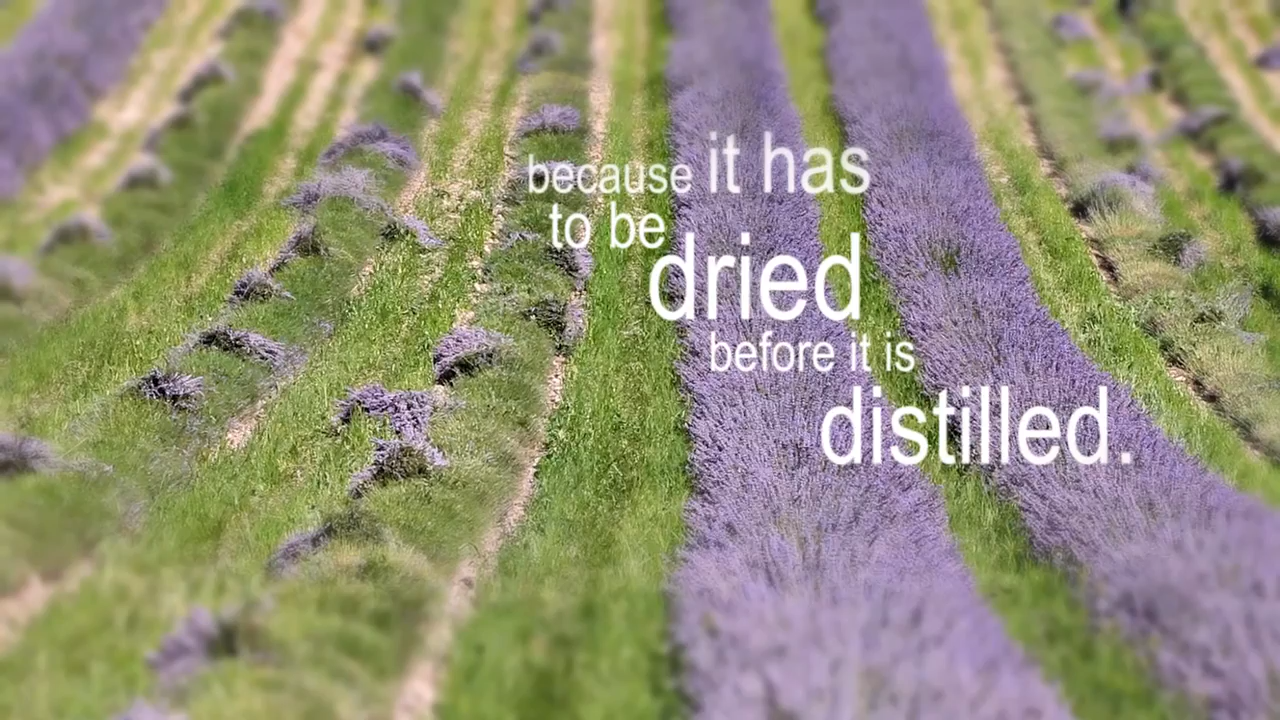 because it has
to be
dried
before it is
distilled.